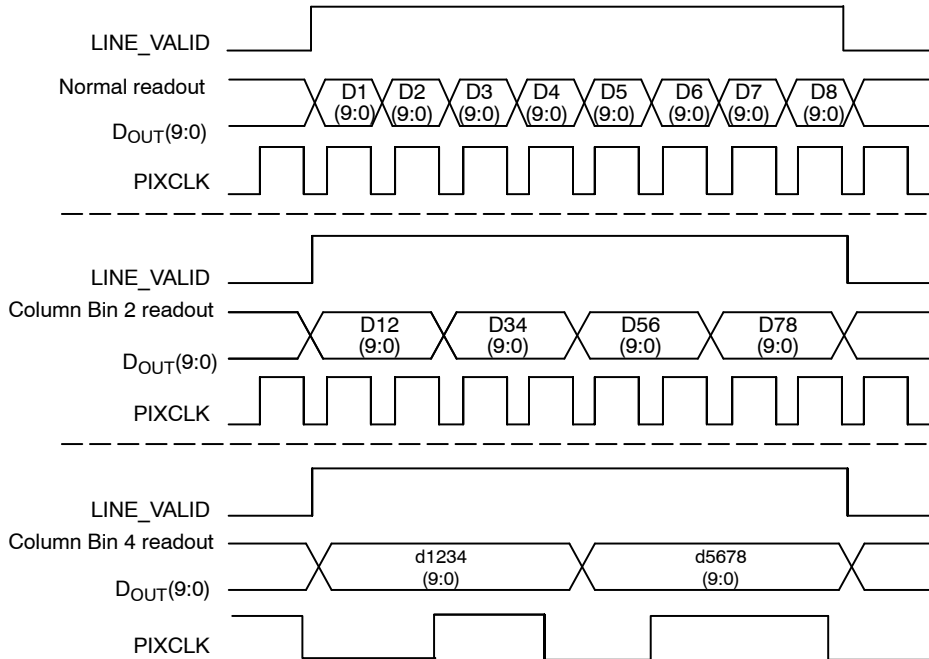 LINE_VALID
Normal readout
D1 D2 D3 D4 D5 D6 D7 D8
(9:0) (9:0) (9:0) (9:0) (9:0) (9:0) (9:0) (9:0)
DOUT(9:0)
PIXCLK
LINE_VALID
Column Bin 2 readout
D12 D34 D56 D78
(9:0) (9:0) (9:0) (9:0)
DOUT(9:0)
PIXCLK
LINE_VALID
Column Bin 4 readout
d1234 d5678
(9:0) (9:0)
DOUT(9:0)
PIXCLK